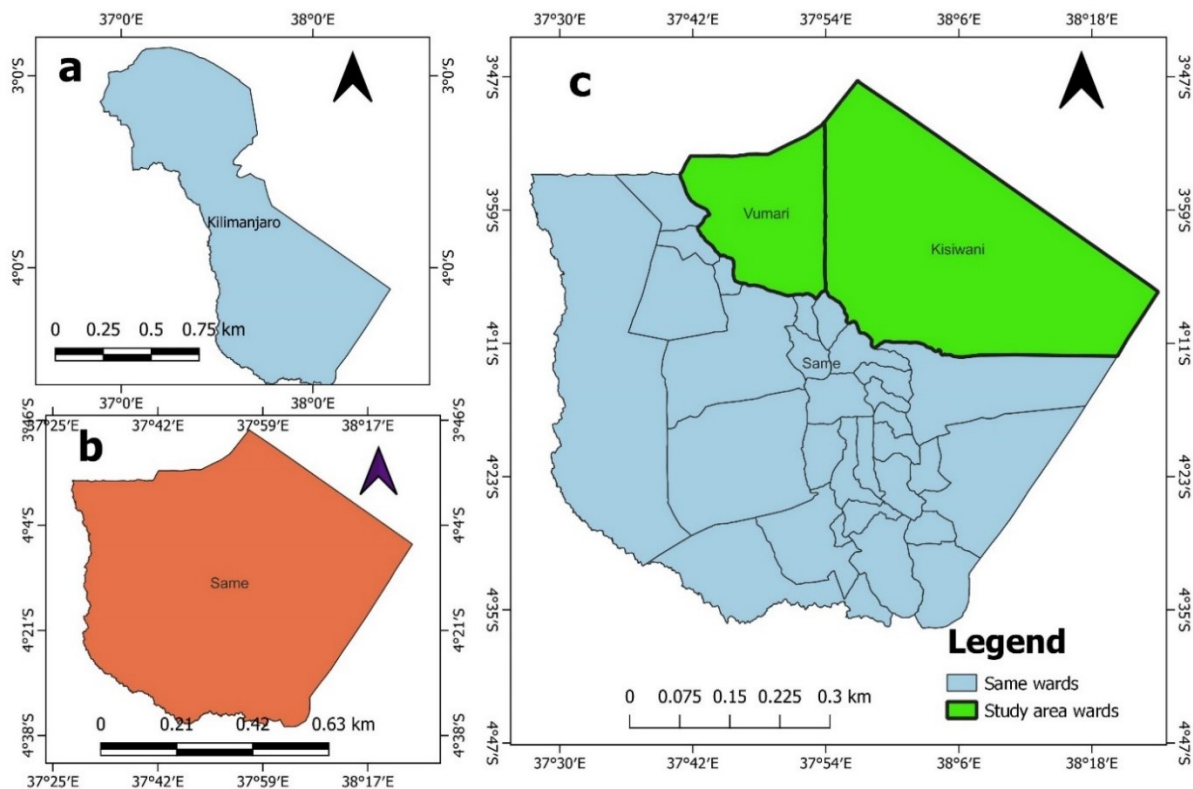 37°0'E 38°0'E
a
3°0'S 3°0'S
Kilimanjaro
4°0'S 4°0'S
0 0.25 0.5 0.75 km
37°0'E 38°0'E
37°25'E 37°42'E 37°59'E 38°17'E
3°46'S 3°46'S
b
4°4'S 4°4'S
Same
4°21'S 4°21'S
0 0.21 0.42 0.63 km
4°38'S 4°38'S
37°25'E 37°42'E 37°59'E 38°17'E
37°30'E 37°42'E 37°54'E 38°6'E 38°18'E
c
3°47'S 3°47'S
3°59'S 3°59'S
Vumari
Kisiwani
4°11'S 4°11'S
Same
4°23'S 4°23'S
4°35'S 4°35'S
Legend
Same wards
Study area wards
0 0.075 0.15 0.225 0.3 km
4°47'S 4°47'S
37°30'E 37°42'E 37°54'E 38°6'E 38°18'E